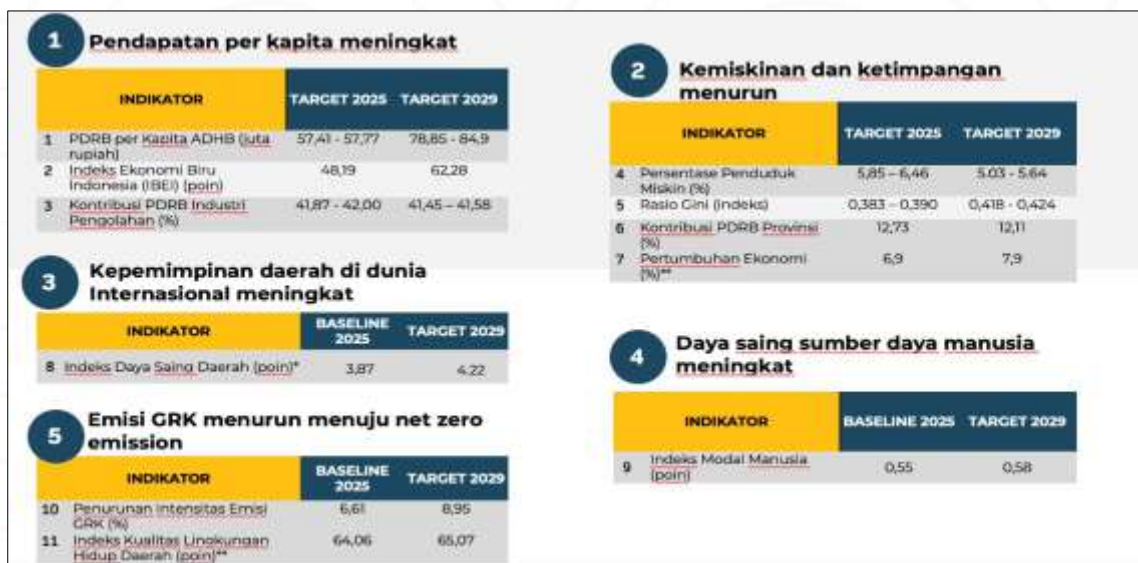 1 Pendapatan per kapita meningkat
INDIKATOR TARGET 2025 TARGET 2029
1 PDRB per Kapita ADHB (juta 57,41 - 57,77 78,85 - 84,9
rupiah)
2 Indeks Ekonomi Biru 48,19 62,28
Indonesia (IBEI) (poin)
3 Kontribusi PDRB Industri 41,87 - 42,00 41,45 – 41,58
Pengolahan (%)
2 Kemiskinan dan ketimpangan
menurun
INDIKATOR TARGET 2025 TARGET 2029
4 Persentase Penduduk 5,85 – 6,46 5.03 - 5.64
Miskin (%)
5 Rasio Gini (indeks) 0,383 – 0,390 0,418 - 0,424
6 Kontribusi PDRB Provinsi 12,73 12,11
(%)
7 Pertumbuhan Ekonomi 6,9 7,9
(%)**
3 Kepemimpinan daerah di dunia
Internasional meningkat
INDIKATOR BASELINE 2025 TARGET 2029
8 Indeks Daya Saing Daerah (poin)* 3,87 4.22
4 Daya saing sumber daya manusia
meningkat
INDIKATOR BASELINE 2025 TARGET 2029
9 Indeks Modal Manusia 0,55 0,58
(poin)
5 Emisi GRK menurun menuju net zero
emission
INDIKATOR BASELINE 2025 TARGET 2029
10 Penurunan Intensitas Emisi 6,61 8,95
GRK (%)
11 Indeks Kualitas Lingkungan 64,06 65,07
Hidup Daerah (poin)**